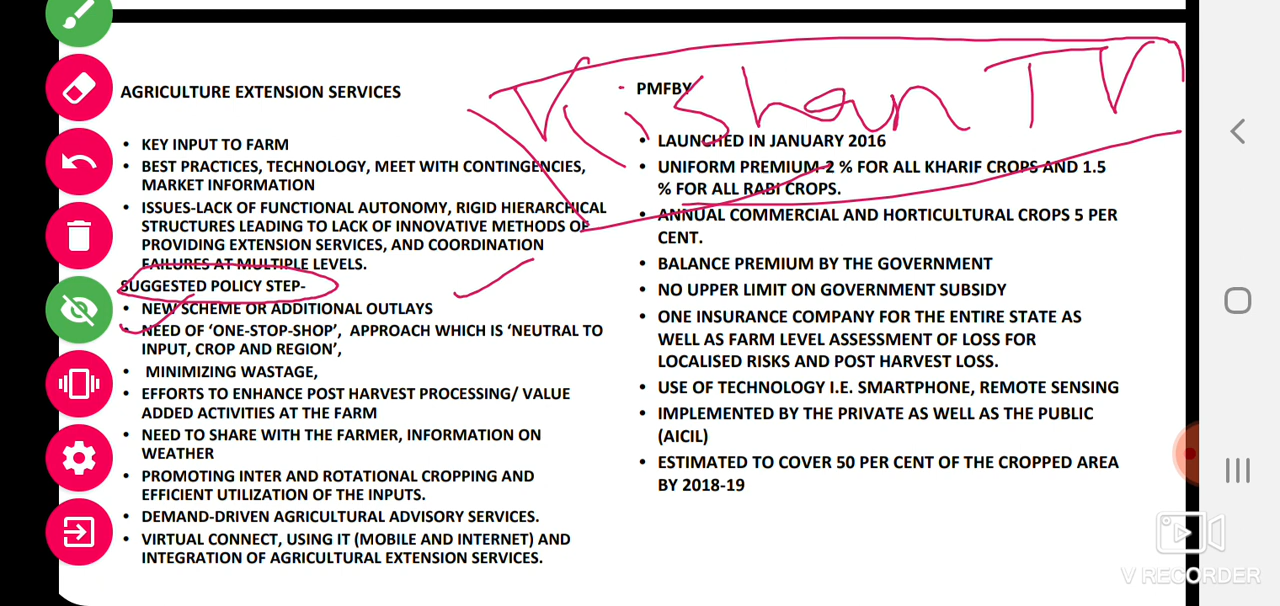 AGRICULTURE EXTENSION SERVICES
• KEY INPUT TO FARM
• BEST PRACTICES, TECHNOLOGY, MEET WITH CONTINGENCIES,
MARKET INFORMATION
• ISSUES-LACK OF FUNCTIONAL AUTONOMY, RIGID HIERARCHICAL
STRUCTURES LEADING TO LACK OF INNOVATIVE METHODS OF
PROVIDING EXTENSION SERVICES, AND COORDINATION
FAILURES AT MULTIPLE LEVELS.
SUGGESTED POLICY STEP-
• NEW SCHEME OR ADDITIONAL OUTLAYS
• NEED OF ‘ONE-STOP-SHOP’, APPROACH WHICH IS ‘NEUTRAL TO
INPUT, CROP AND REGION’,
• MINIMIZING WASTAGE,
• EFFORTS TO ENHANCE POST HARVEST PROCESSING/ VALUE
ADDED ACTIVITIES AT THE FARM
• NEED TO SHARE WITH THE FARMER, INFORMATION ON
WEATHER
• PROMOTING INTER AND ROTATIONAL CROPPING AND
EFFICIENT UTILIZATION OF THE INPUTS.
• DEMAND-DRIVEN AGRICULTURAL ADVISORY SERVICES.
• VIRTUAL CONNECT, USING IT (MOBILE AND INTERNET) AND
INTEGRATION OF AGRICULTURAL EXTENSION SERVICES.
Kishan TV
PMFBY
• LAUNCHED IN JANUARY 2016
• UNIFORM PREMIUM-2 % FOR ALL KHARIF CROPS AND 1.5
% FOR ALL RABI CROPS.
• ANNUAL COMMERCIAL AND HORTICULTURAL CROPS 5 PER
CENT.
• BALANCE PREMIUM BY THE GOVERNMENT
• NO UPPER LIMIT ON GOVERNMENT SUBSIDY
• ONE INSURANCE COMPANY FOR THE ENTIRE STATE AS
WELL AS FARM LEVEL ASSESSMENT OF LOSS FOR
LOCALISED RISKS AND POST HARVEST LOSS.
• USE OF TECHNOLOGY I.E. SMARTPHONE, REMOTE SENSING
• IMPLEMENTED BY THE PRIVATE AS WELL AS THE PUBLIC
(AICIL)
• ESTIMATED TO COVER 50 PER CENT OF THE CROPPED AREA
BY 2018-19
V RECORDER